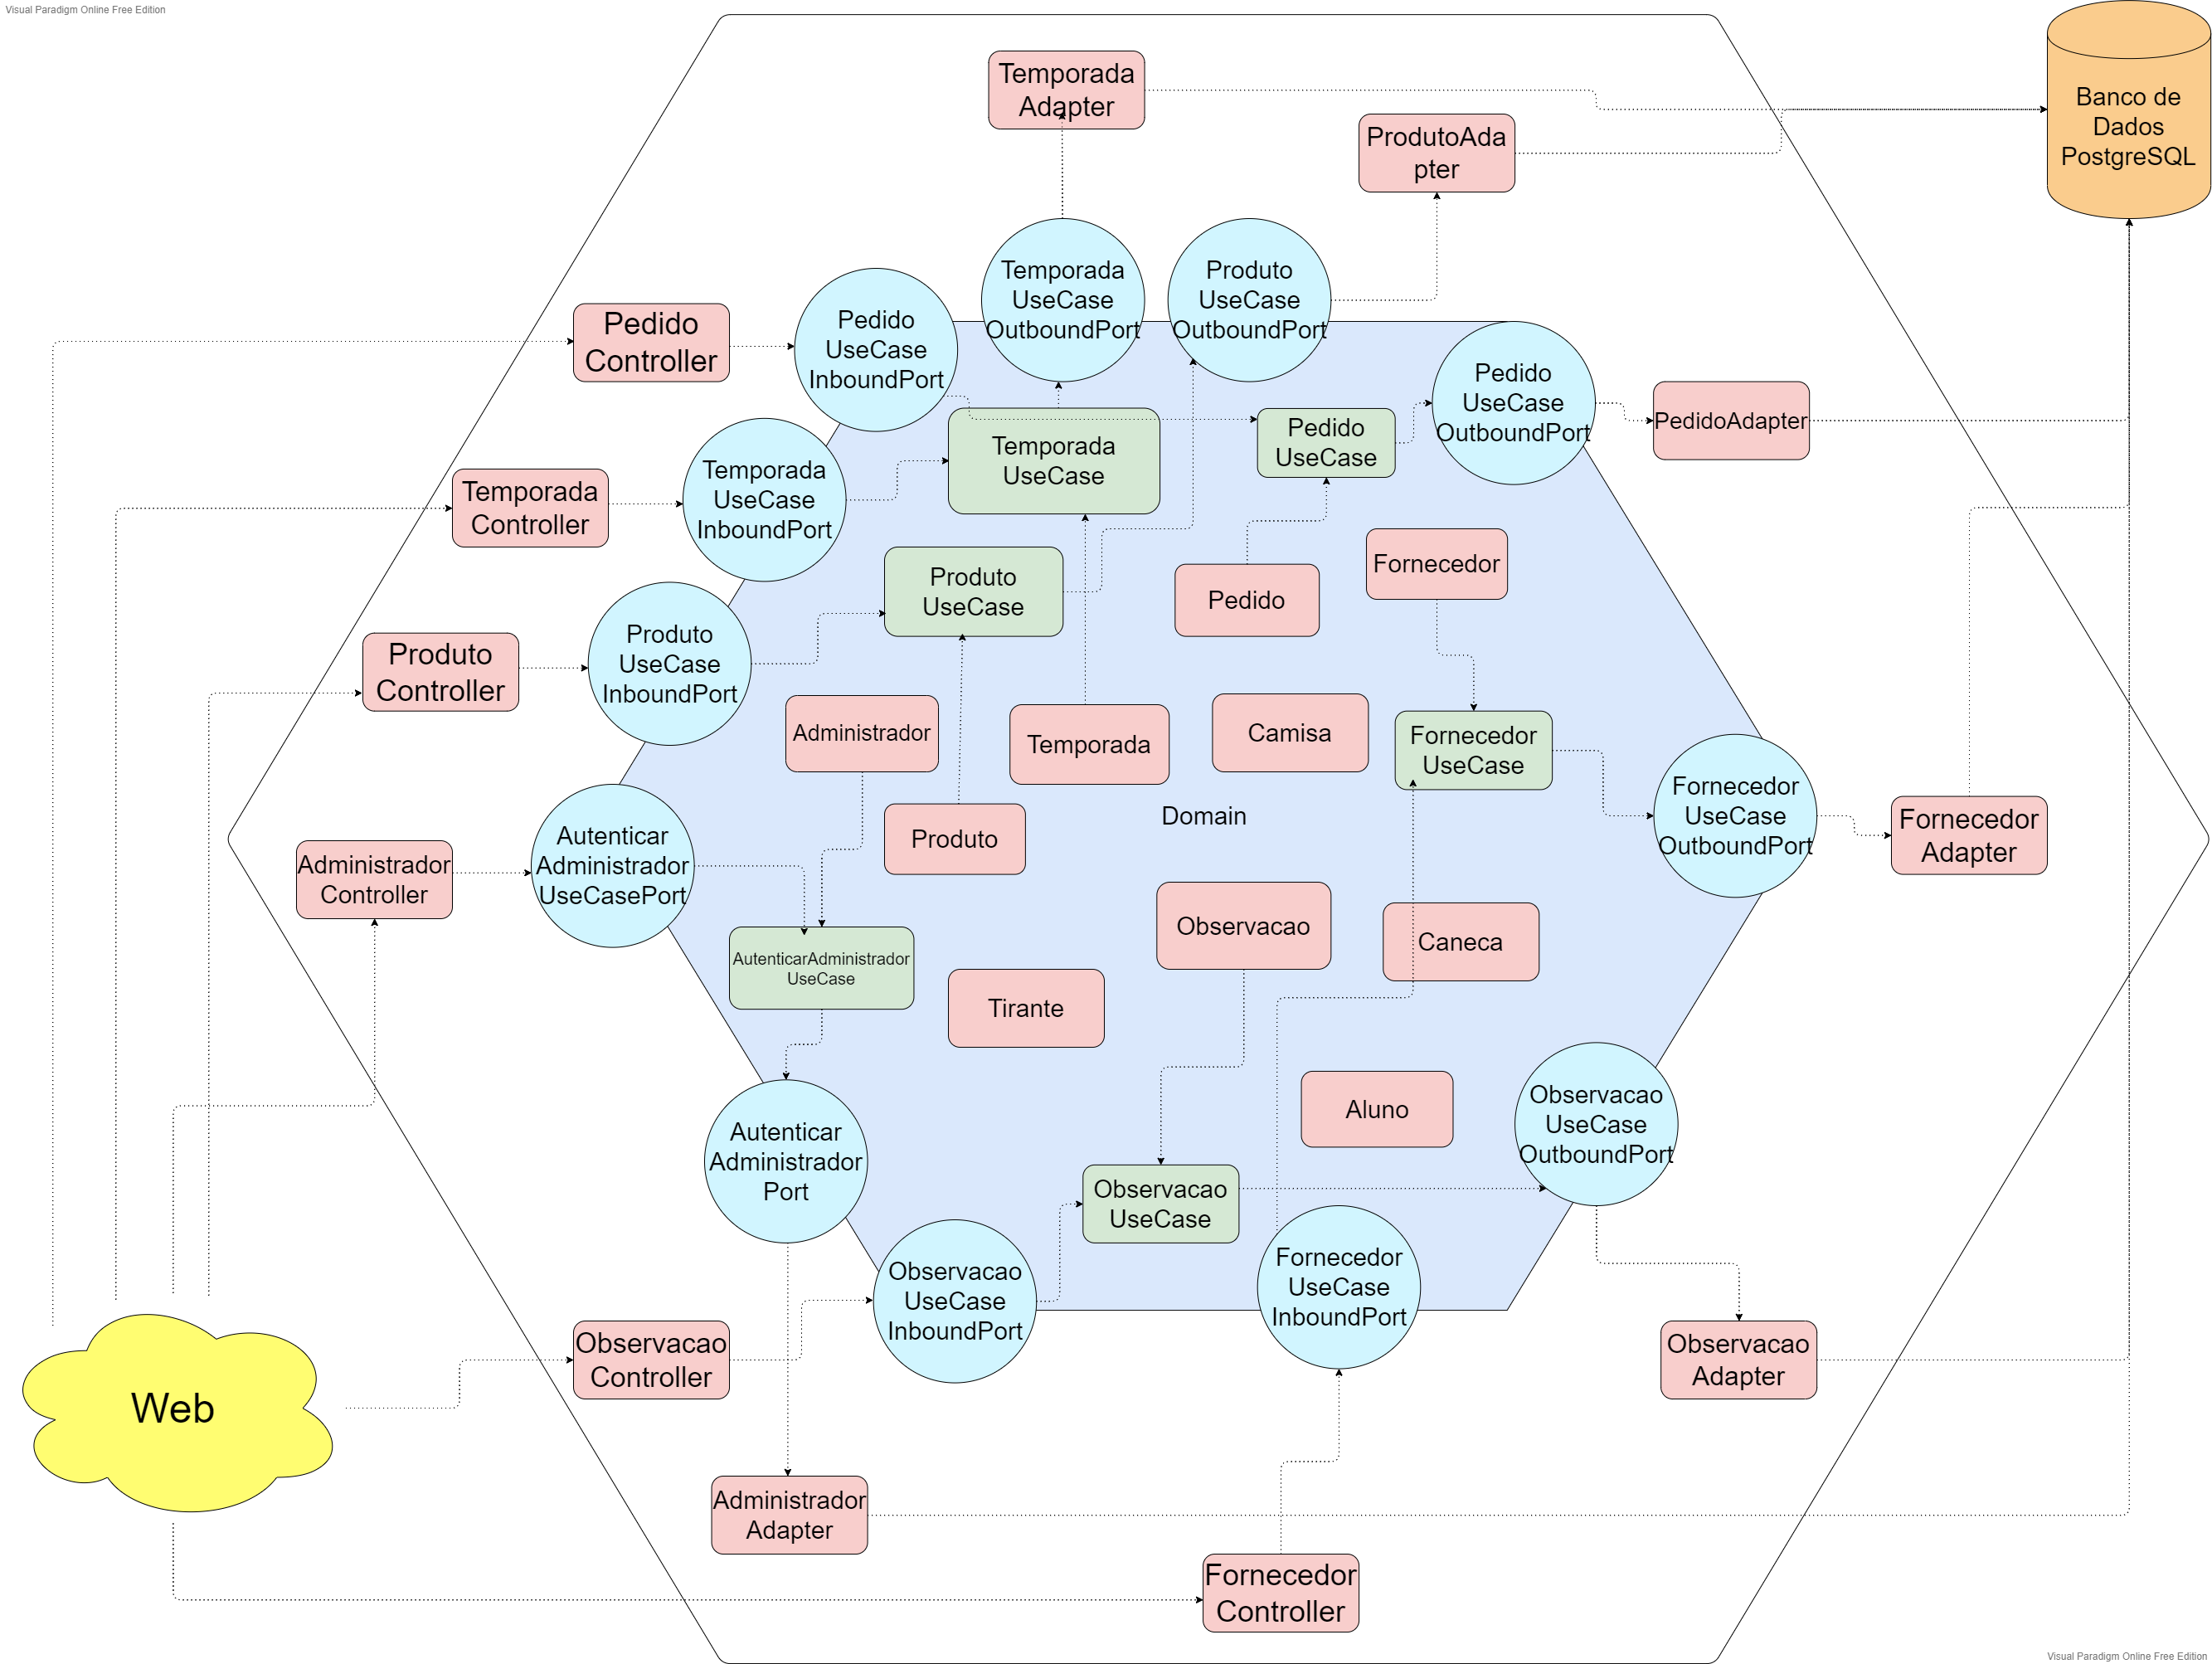 Visual Paradigm Online Free Edition
Temporada
Adapter
Banco de
Dados
PostgreSQL
ProdutoAda
pter
Temporada
UseCase
OutboundPort
Produto
UseCase
OutboundPort
Pedido
Controller
Pedido
UseCase
InboundPort
Pedido
UseCase
OutboundPort
PedidoAdapter
Temporada
UseCase
Pedido
UseCase
Temporada
Controller
Temporada
UseCase
InboundPort
Fornecedor
Produto
UseCase
Pedido
Produto
Controller
Produto
UseCase
InboundPort
Administrador
Temporada
Camisa
Fornecedor
UseCase
Fornecedor
UseCase
OutboundPort
Domain
Produto
Fornecedor
Adapter
Administrador
Controller
Autenticar
Administrador
UseCasePort
Observacao
Caneca
AutenticarAdministrador
UseCase
Tirante
Aluno
Observacao
UseCase
OutboundPort
Autenticar
Administrador
Port
Observacao
UseCase
Fornecedor
UseCase
InboundPort
Observacao
UseCase
InboundPort
Observacao
Controller
Observacao
Adapter
Web
Administrador
Adapter
Fornecedor
Controller
Visual Paradigm Online Free Edition